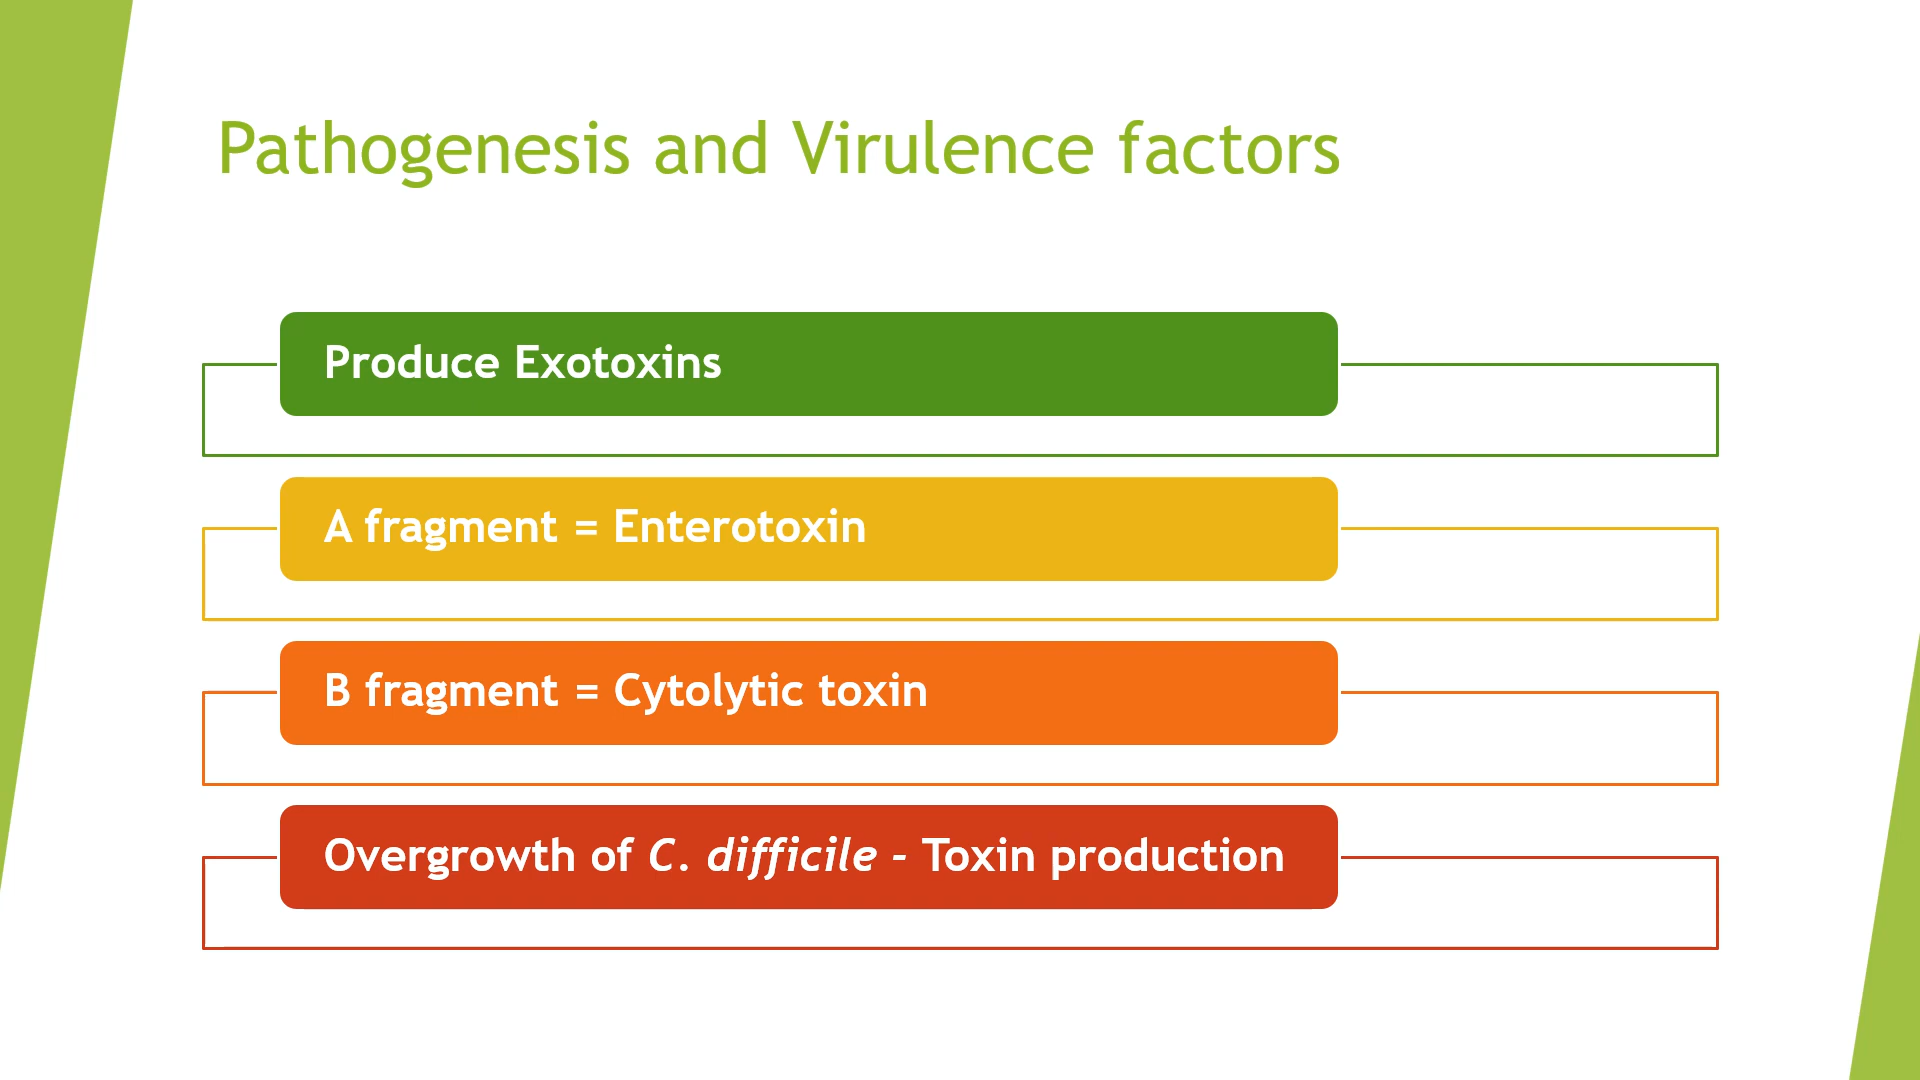 Pathogenesis and Virulence factors
Produce Exotoxins
A fragment = Enterotoxin
B fragment = Cytolytic toxin
Overgrowth of C. difficile - Toxin production